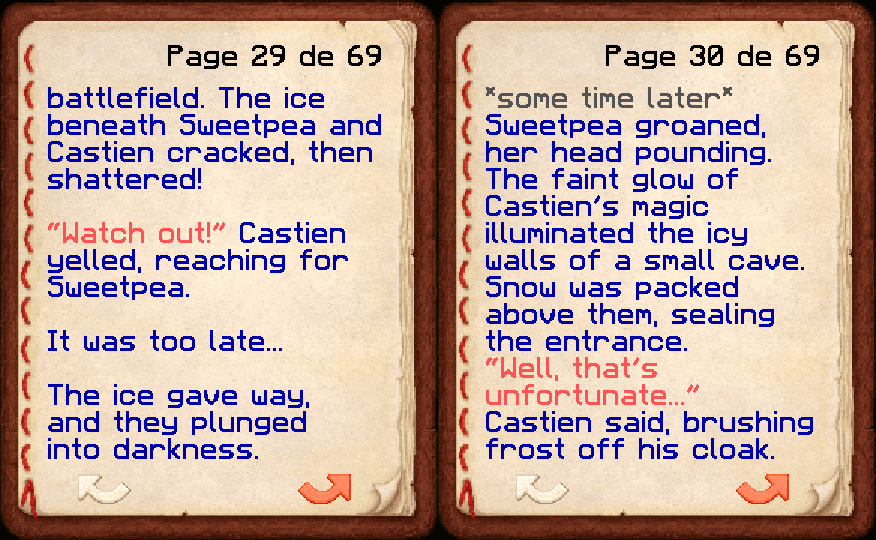 Page 29 de 69
battlefield. The ice
beneath Sweetpea and
Castien cracked, then
shattered!
"Watch out!" Castien
yelled, reaching for
Sweetpea.
It was too late...
The ice gave way,
and they plunged
into darkness.
Page 30 de 69
*some time later*
Sweetpea groaned,
her head pounding.
The faint glow of
Castien's magic
illuminated the icy
walls of a small cave.
Snow was packed
above them, sealing
the entrance.
"Well, that's
unfortunate..."
Castien said, brushing
frost off his cloak.